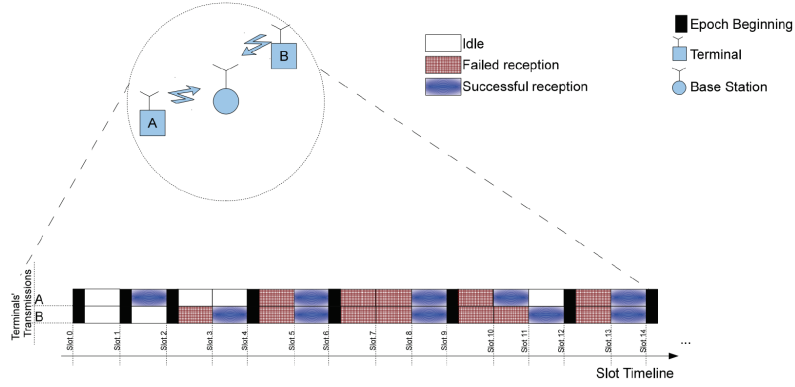 B
A
Idle
Failed reception
Successful reception
Epoch Beginning
Terminal
Base Station
Terminals'
Transmissions
A
B
Slot 0
Slot 1
Slot 2
Slot 3
Slot 4
Slot 5
Slot 6
Slot 7
Slot 8
Slot 9
Slot 10
Slot 11
Slot 12
Slot 13
Slot 14
...
Slot Timeline